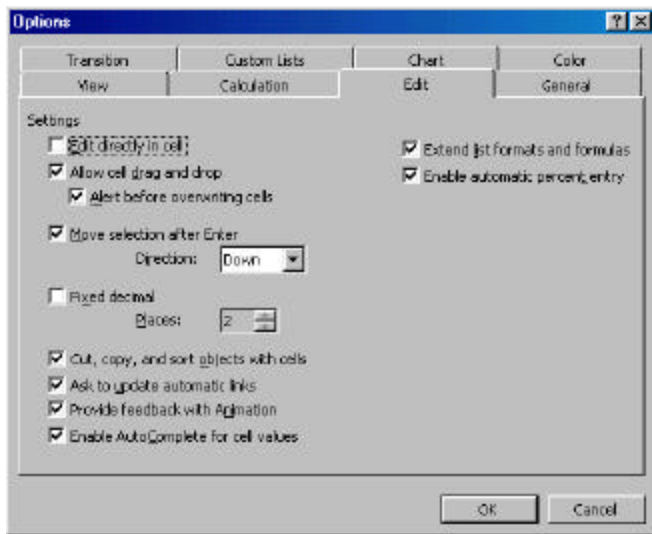 Options
Transition Custom Lists Chart Color
View Calculation Edit General
Settings
Edit directly in cell
Extend list formats and formulas
Allow cell drag and drop
Enable automatic percent entry
Alert before overwriting cells
Move selection after Enter
Direction: Down
Fixed decimal
Places: 2
Cut, copy, and sort objects with cells
Ask to update automatic links
Provide feedback with Animation
Enable AutoComplete for cell values
OK Cancel